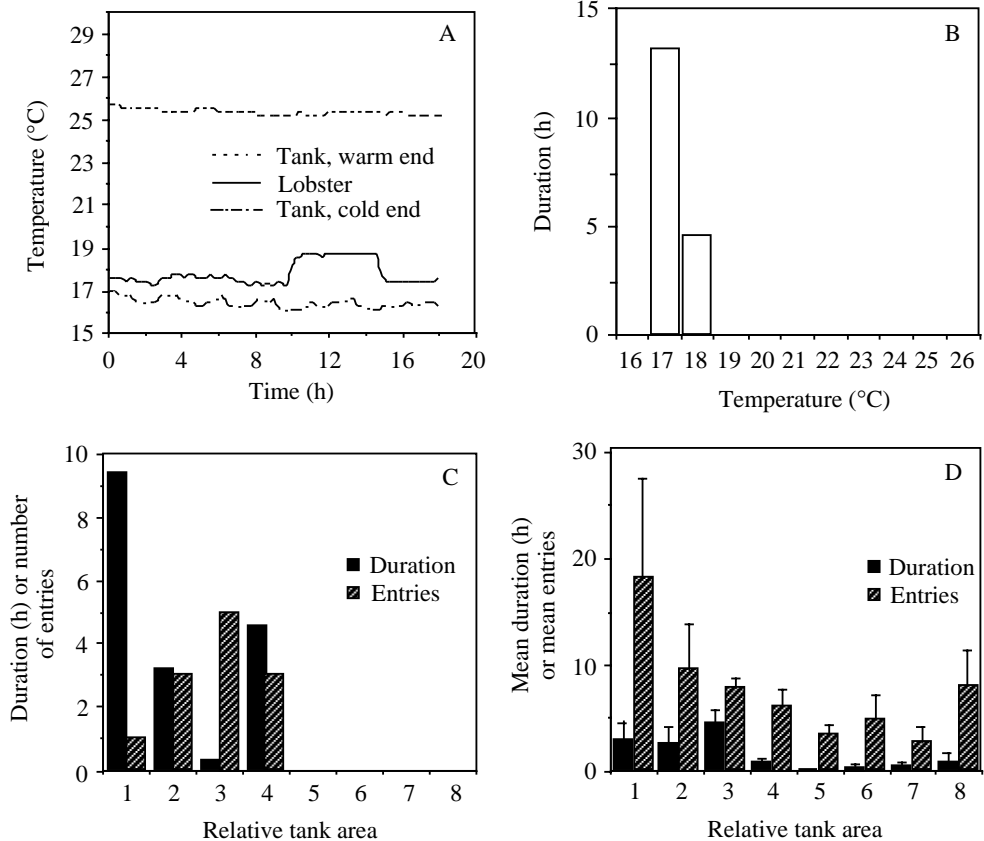 A
Temperature (°C)
29
27
25
23
21
19
17
15
Tank, warm end
Lobster
Tank, cold end
0 4 8 12 16 20
Time (h)
B
Duration (h)
15
10
5
0
16 17 18 19 20 21 22 23 24 25 26
Temperature (°C)
C
Duration (h) or number
of entries
10
8
6
4
2
0
Duration
Entries
1 2 3 4 5 6 7 8
Relative tank area
D
Mean duration (h)
or mean entries
30
20
10
0
Duration
Entries
1 2 3 4 5 6 7 8
Relative tank area